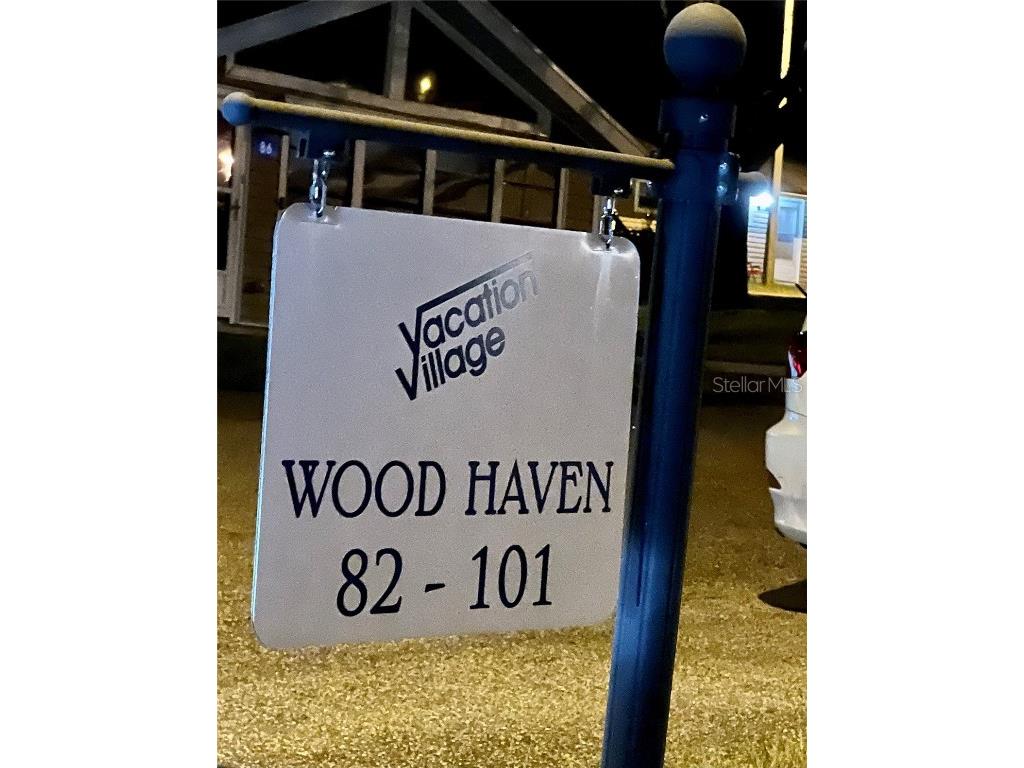 86
Vacation
Village
StellarMLS
WOOD HAVEN
82 - 101